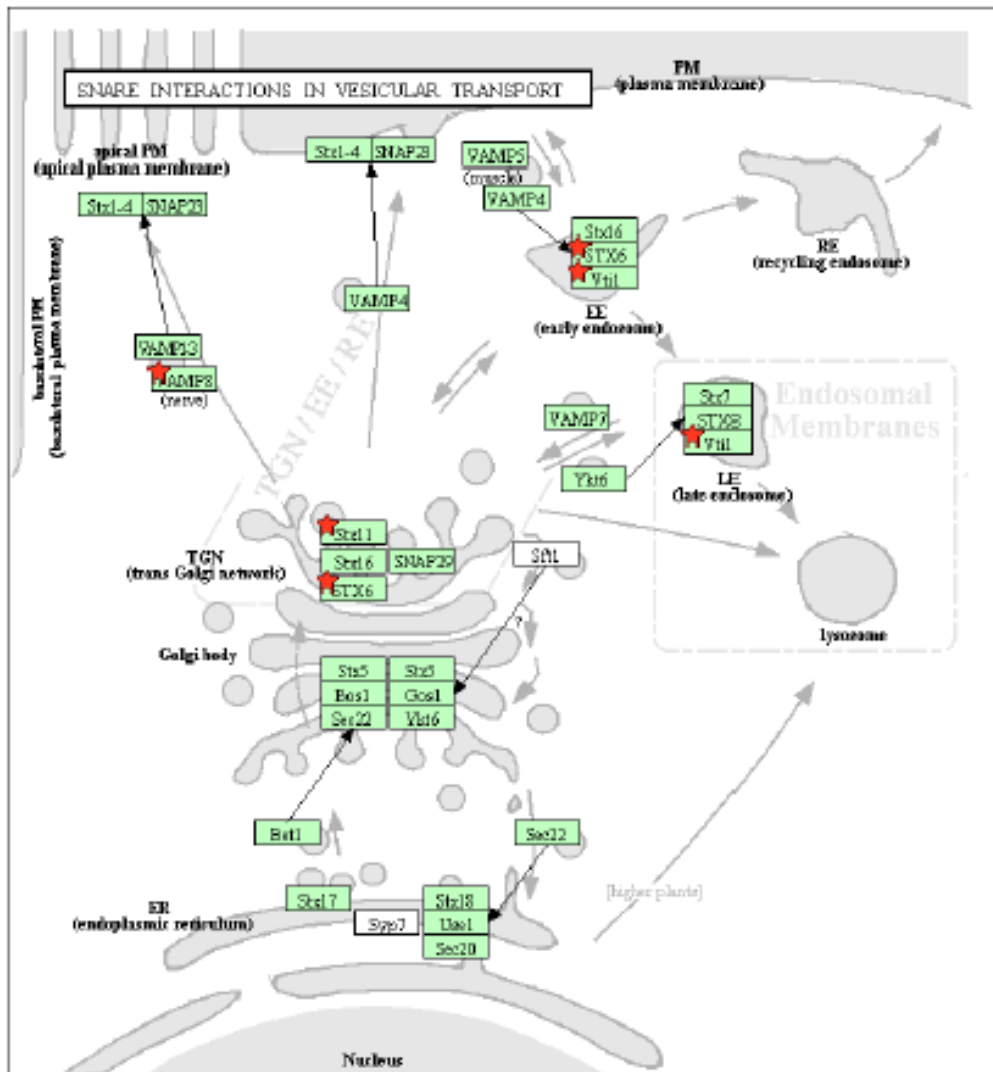 SNARE INTERACTIONS IN VESICULAR TRANSPORT
PM
(plasma membrane)
apical PM
(apical plasma membrane)
Stx1-4
SNAP23
Stx1-4
SNAP23
VAMP5
(muscle)
VAMP4
Stx16
STX6
Vti1
EE
(early endosome)
RE
(recycling endosome)
basolateral PM
(basolateral plasma membrane)
VAMP4
VAMP8
(nerve)
TGN/EE/RE
Endosomal
Membranes
Stx7
STX8
Vti1
LE
(late endosome)
VAMP7
Ykt6
lysozome
TGN
(trans Golgi network)
Stx11
Stx16
SNAP29
STX6
Sft1
?
Golgi body
Stx5
Stx5
Bos1
Gos1
Sec22
Ykt6
Bet1
Sec22
[higher plants]
ER
(endoplasmic reticulum)
Stx17
Stx18
Syp7
Use1
Sec20
Nucleus